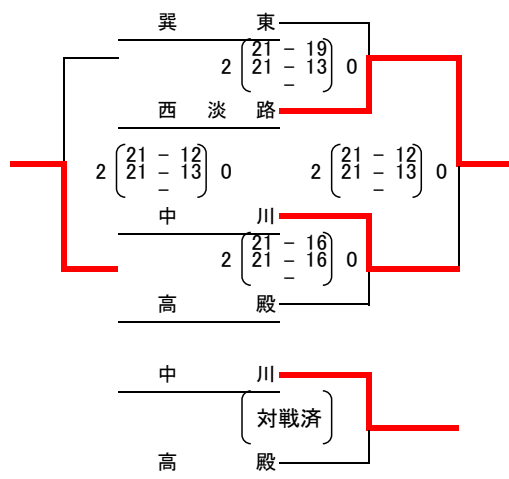 巽 東
2 21 - 19 0
21 - 13
-
西 淡 路
2 21 - 12 0 2 21 - 12 0
21 - 13 21 - 13
- -
中 川
2 21 - 16 0
21 - 16
-
高 殿
中 川
対戦済
高 殿